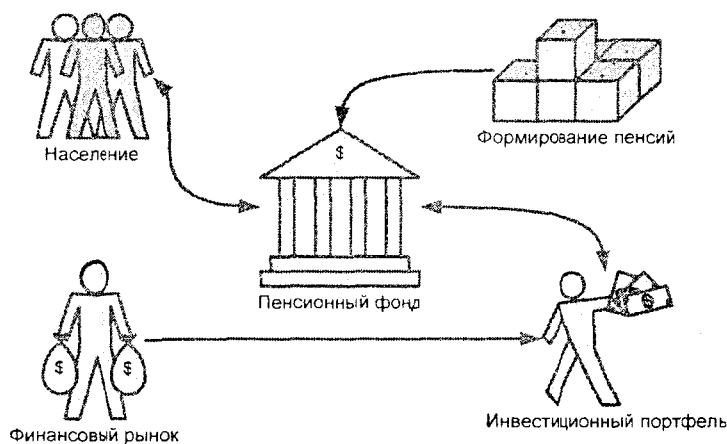 Население
Формирование пенсий
$
Пенсионный фонд
$
$
$
Финансовый рынок
Инвестиционный портфель